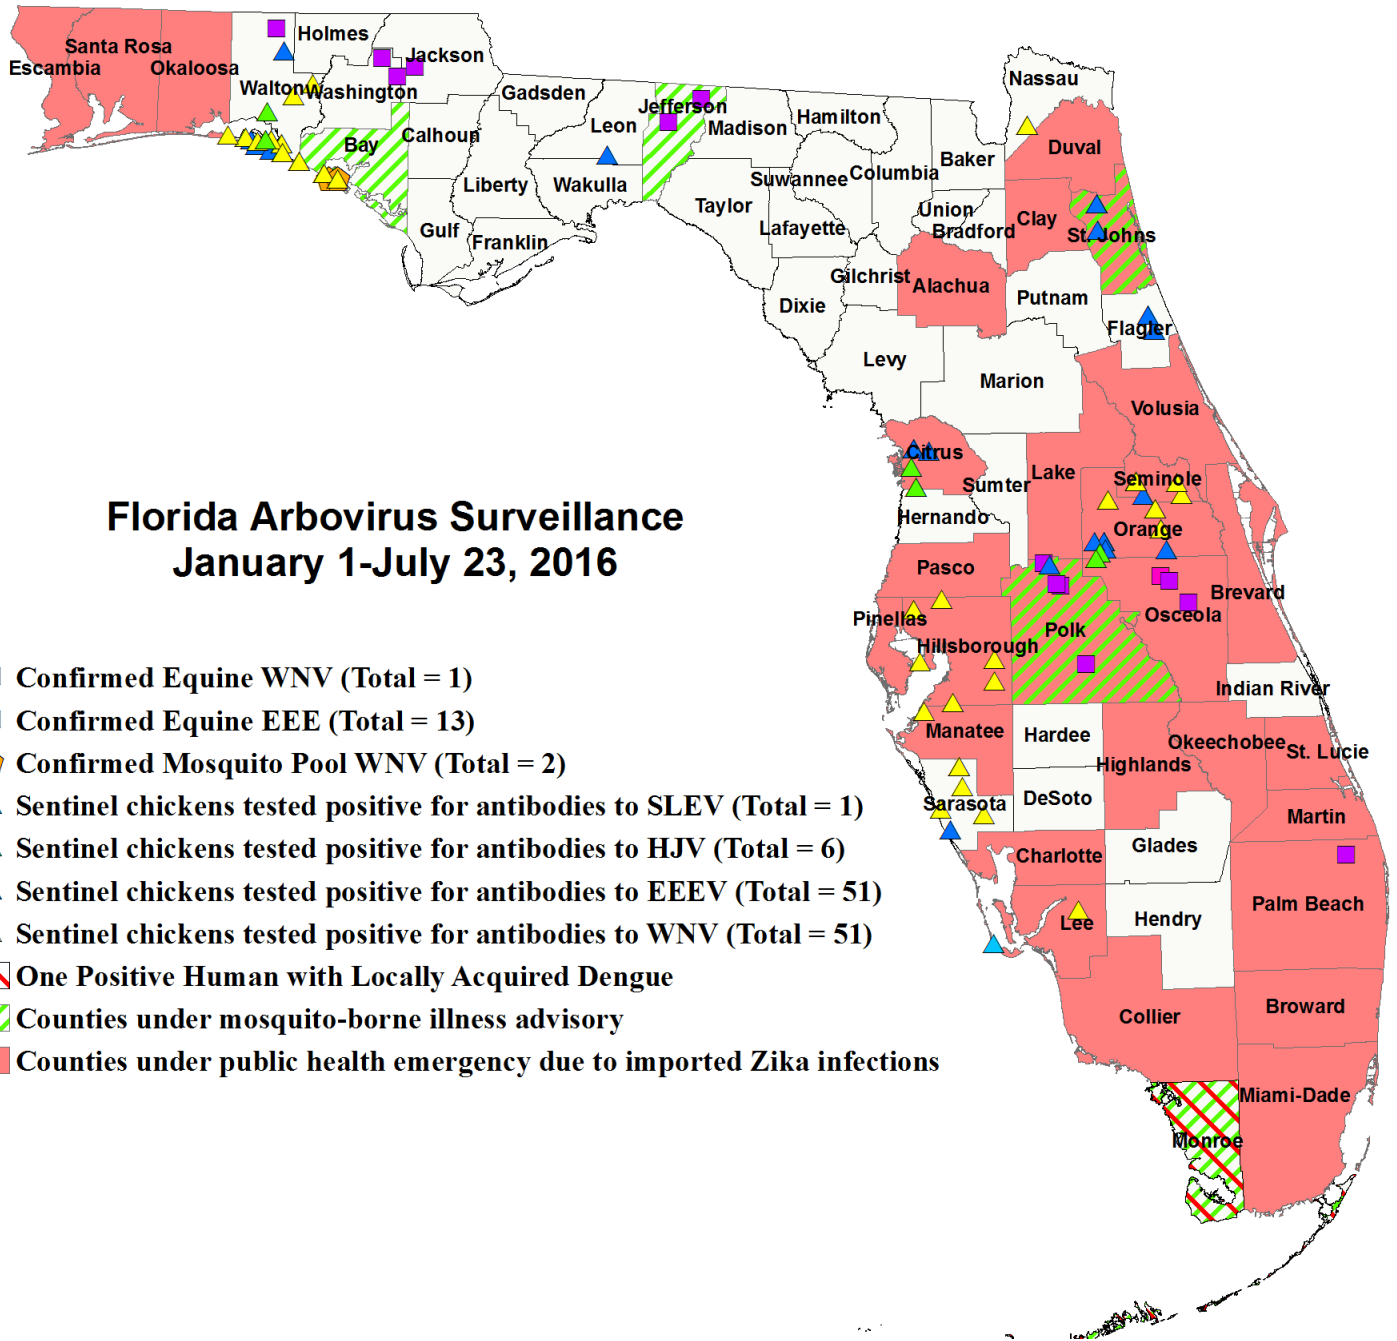 Holmes
Jackson
Santa Rosa
Escambia
Okaloosa
Walton
Washington
Gadsden
Jefferson
Nassau
Leon
Madison
Hamilton
Calhoun
Bay
Duval
Baker
Columbia
Suwannee
Liberty
Wakulla
Taylor
Union
Bradford
Clay
St. Johns
Lafayette
Gulf
Franklin
Gilchrist
Alachua
Dixie
Putnam
Flagler
Levy
Marion
Volusia
Citrus
Lake
Sumter
Seminole
Hernando
Orange
Florida Arbovirus Surveillance
January 1-July 23, 2016
Pasco
Brevard
Osceola
Pinellas
Polk
Hillsborough
Indian River
Manatee
Hardee
Okeechobee
St. Lucie
Highlands
DeSoto
Sarasota
Martin
Glades
Charlotte
Palm Beach
Hendry
Lee
Broward
Collier
Miami-Dade
Monroe
Confirmed Equine WNV (Total = 1)
Confirmed Equine EEE (Total = 13)
Confirmed Mosquito Pool WNV (Total = 2)
Sentinel chickens tested positive for antibodies to SLEV (Total = 1)
Sentinel chickens tested positive for antibodies to HJV (Total = 6)
Sentinel chickens tested positive for antibodies to EEEV (Total = 51)
Sentinel chickens tested positive for antibodies to WNV (Total = 51)
One Positive Human with Locally Acquired Dengue
Counties under mosquito-borne illness advisory
Counties under public health emergency due to imported Zika infections